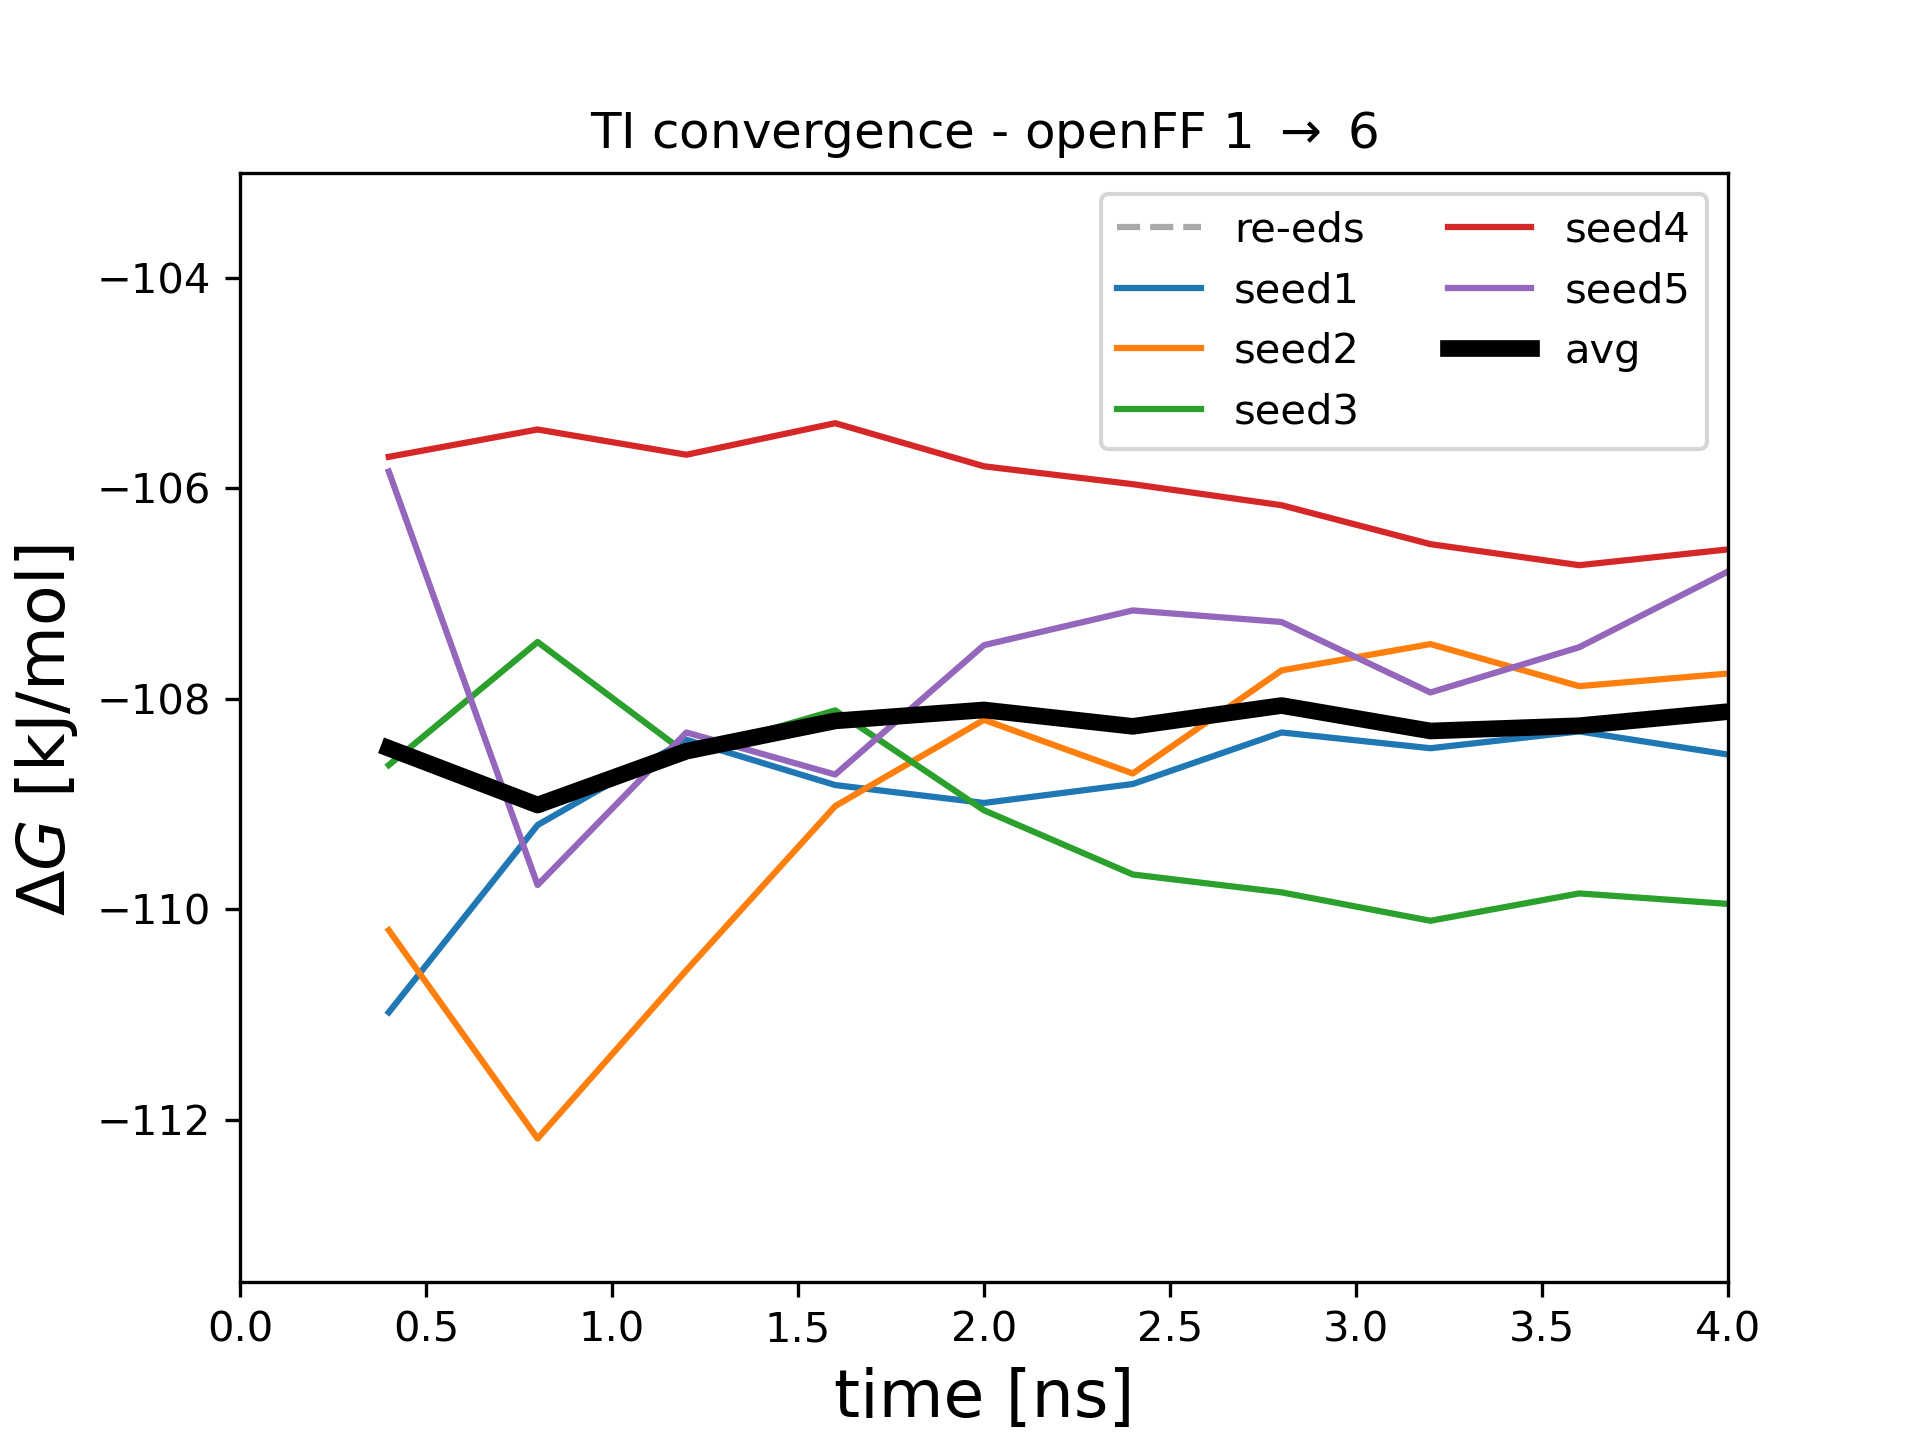 TI convergence - openFF 1 → 6
re-eds
seed1
seed2
seed3
seed4
seed5
avg
ΔG [kJ/mol]
−104
−106
−108
−110
−112
0.0 0.5 1.0 1.5 2.0 2.5 3.0 3.5 4.0
time [ns]